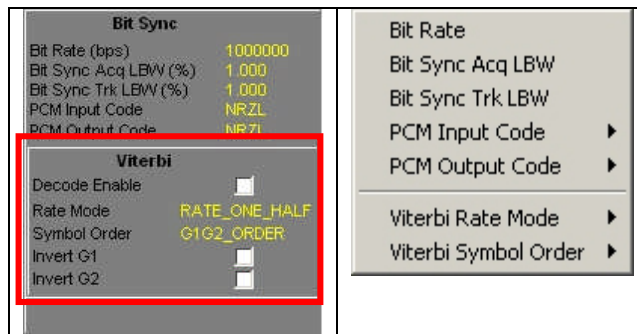 Bit Sync
Bit Rate (bps) 1000000
Bit Sync Acq LBW (%) 1.000
Bit Sync Trk LBW (%) 1.000
PCM Input Code NRZL
PCM Output Code NRZL
Viterbi
Decode Enable
Rate Mode RATE_ONE_HALF
Symbol Order G1G2_ORDER
Invert G1
Invert G2
Bit Rate
Bit Sync Acq LBW
Bit Sync Trk LBW
PCM Input Code
PCM Output Code
Viterbi Rate Mode
Viterbi Symbol Order